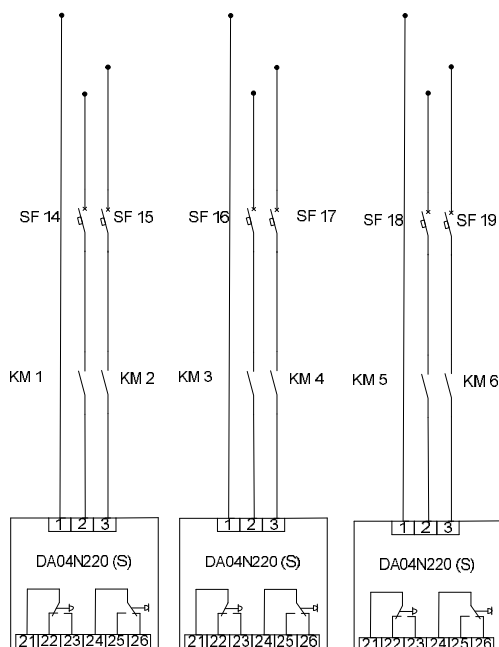 SF 14 SF 15 SF 16 SF 17 SF 18 SF 19
KM 1 KM 2 KM 3 KM 4 KM 5 KM 6
1 2 3 1 2 3 1 2 3
DA04N220 (S) DA04N220 (S) DA04N220 (S)
21 22 23 24 25 26 21 22 23 24 25 26 21 22 23 24 25 26